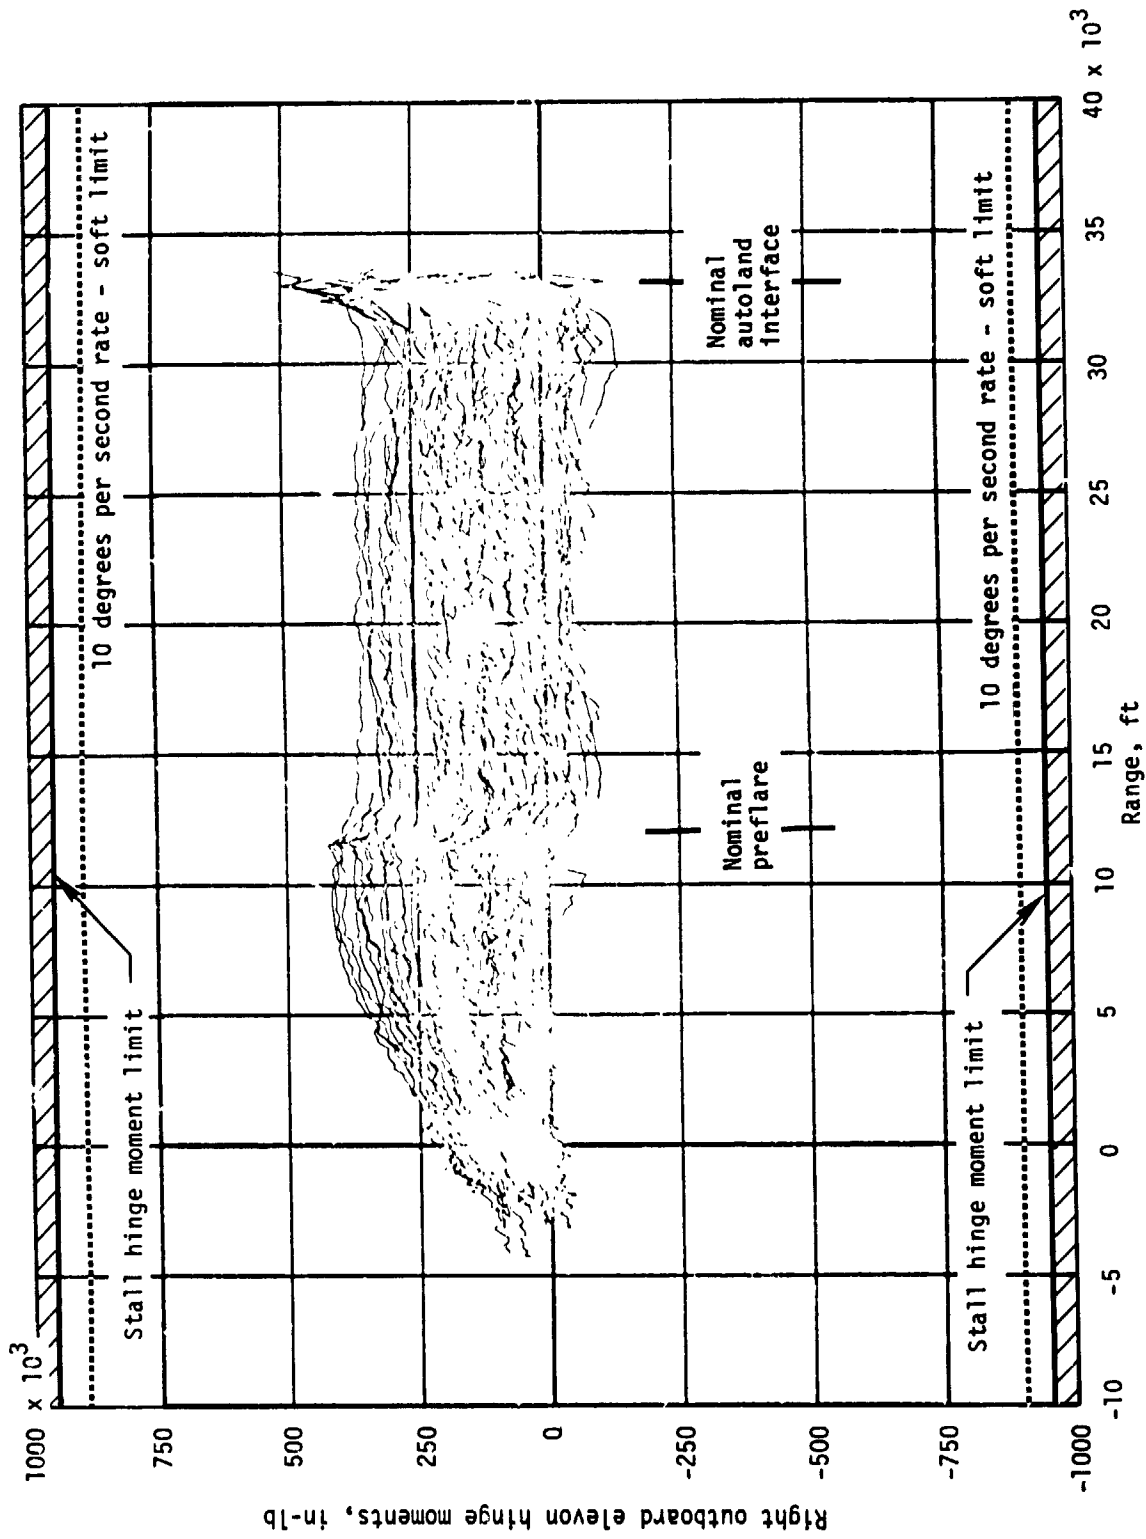 Right outboard elevon hinge moments, in-lb
1000 x 10³
750
500
250
0
-250
-500
-750
-1000
10 degrees per second rate - soft limit
Stall hinge moment limit
Nominal
preflare
Nominal
autoland
interface
10 degrees per second rate - soft limit
Stall hinge moment limit
-10
-5
0
5
10
15
20
25
30
35
40 x 10³
Range, ft